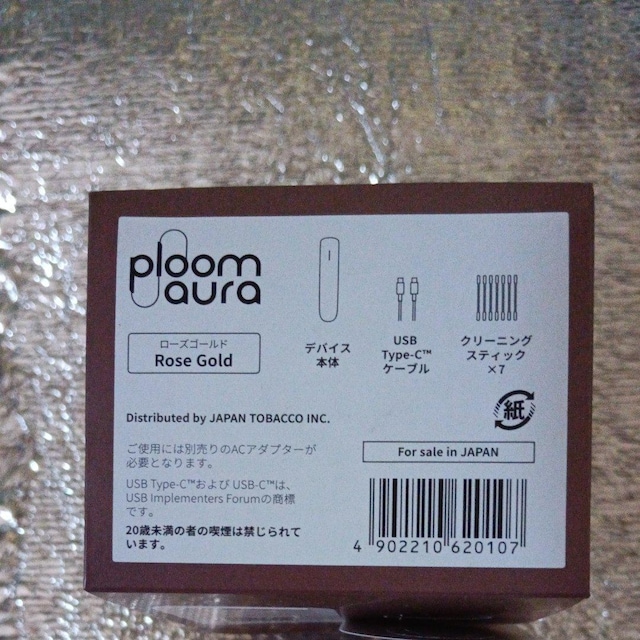 ploom
aura
ローズゴールド
Rose Gold
デバイス
本体
USB
Type-C™
ケーブル
クリーニング
スティック
×7
紙
Distributed by JAPAN TOBACCO INC.
For sale in JAPAN
ご使用には別売りのACアダプターが
必要となります。
USB Type-C™および USB-C™は、
USB Implementers Forumの商標
です。
20歳未満の者の喫煙は禁じられて
います。
4 902210 620107